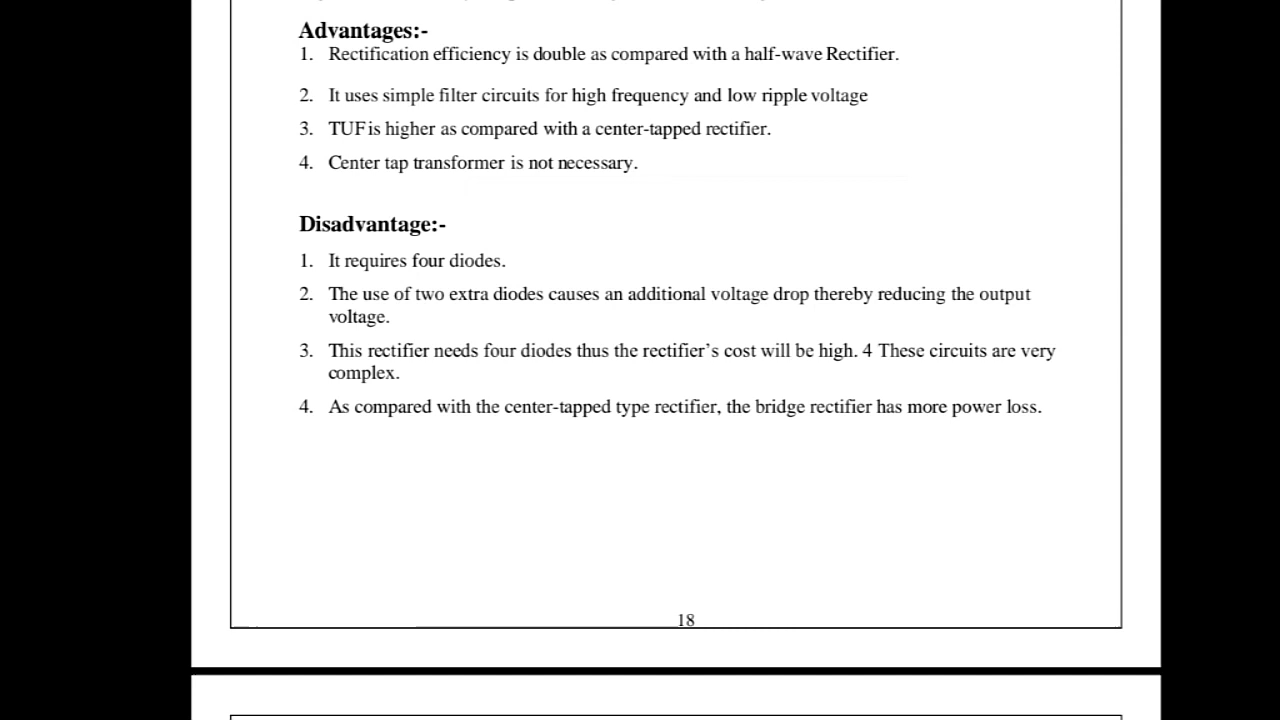 Advantages:-
1. Rectification efficiency is double as compared with a half-wave Rectifier.
2. It uses simple filter circuits for high frequency and low ripple voltage
3. TUF is higher as compared with a center-tapped rectifier.
4. Center tap transformer is not necessary.
Disadvantage:-
1. It requires four diodes.
2. The use of two extra diodes causes an additional voltage drop thereby reducing the output
voltage.
3. This rectifier needs four diodes thus the rectifier’s cost will be high. 4 These circuits are very
complex.
4. As compared with the center-tapped type rectifier, the bridge rectifier has more power loss.
18